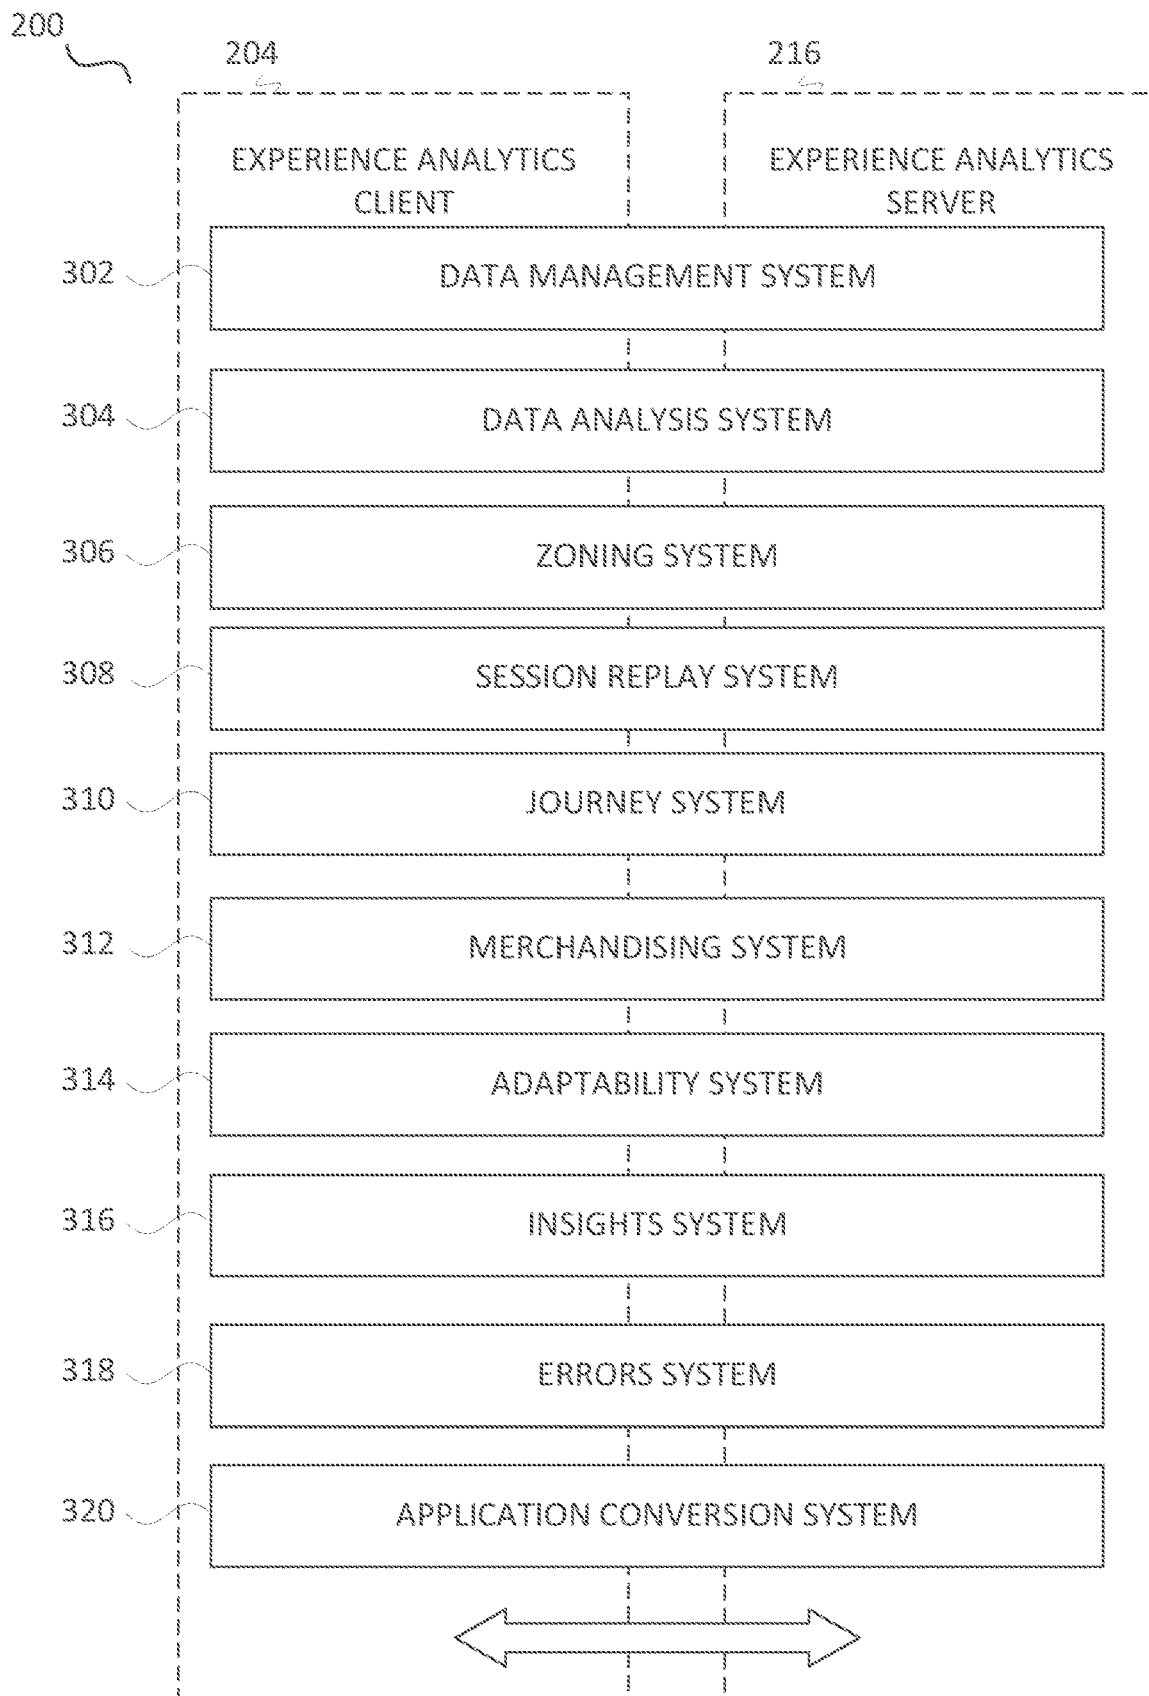 200
204
216
EXPERIENCE ANALYTICS
CLIENT
EXPERIENCE ANALYTICS
SERVER
302
DATA MANAGEMENT SYSTEM
304
DATA ANALYSIS SYSTEM
306
ZONING SYSTEM
308
SESSION REPLAY SYSTEM
310
JOURNEY SYSTEM
312
MERCHANDISING SYSTEM
314
ADAPTABILITY SYSTEM
316
INSIGHTS SYSTEM
318
ERRORS SYSTEM
320
APPLICATION CONVERSION SYSTEM